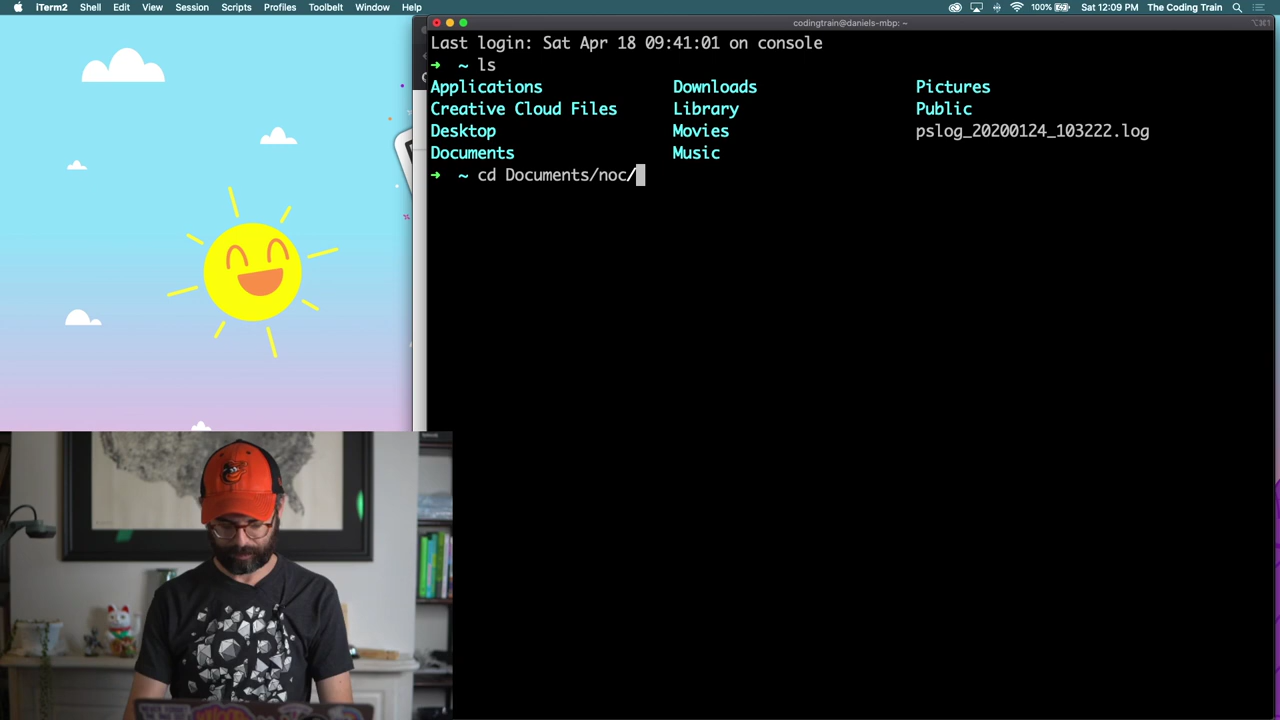 iTerm2 Shell Edit View Session Scripts Profiles Toolbelt Window Help 100% Sat 12:09 PM The Coding Train
codingtrain@daniels-mbp: ~ ⌥⌘1
Last login: Sat Apr 18 09:41:01 on console
➜ ~ ls
Applications Downloads Pictures
Creative Cloud Files Library Public
Desktop Movies pslog_20200124_103222.log
Documents Music
➜ ~ cd Documents/noc/